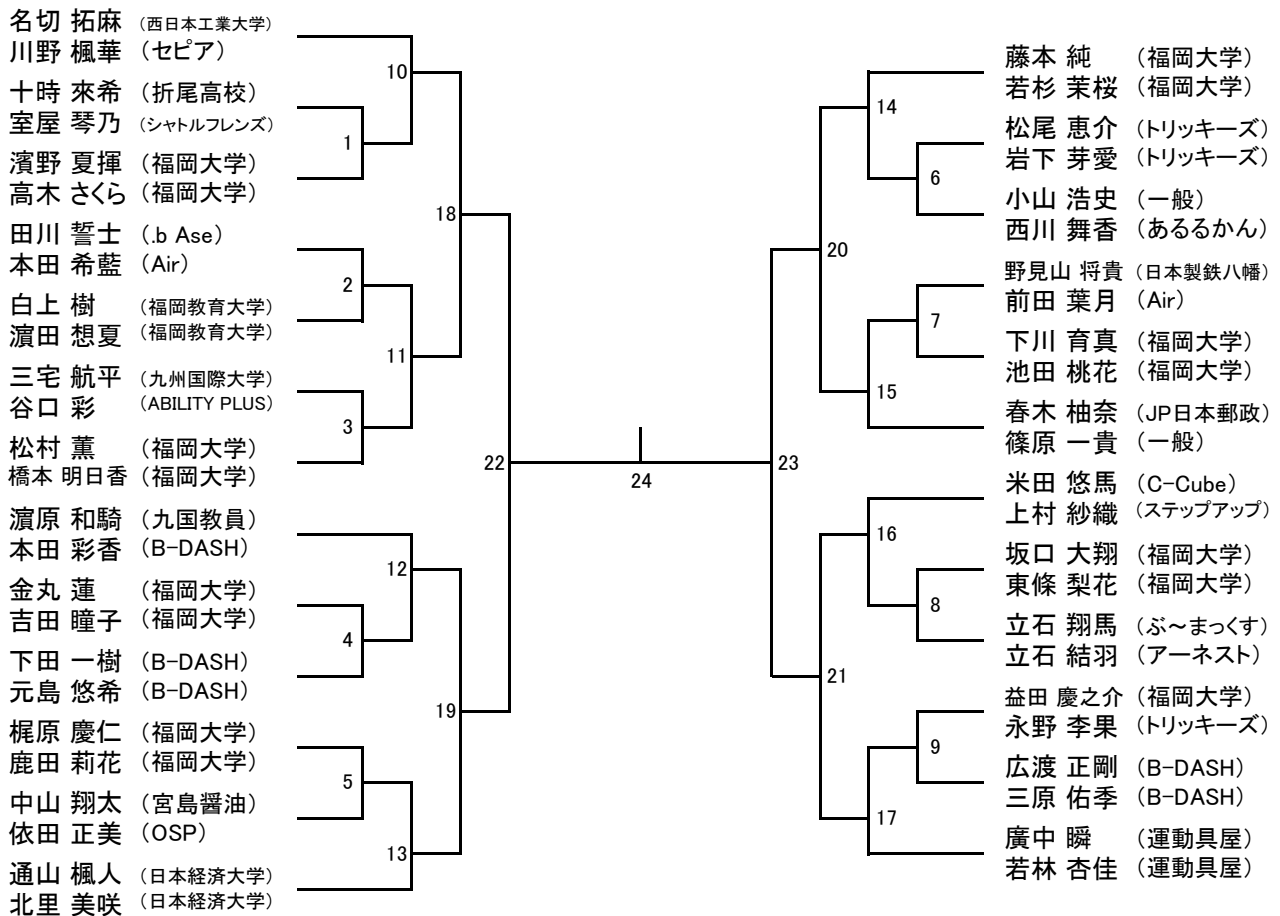 名切 拓麻 (西日本工業大学)
川野 楓華 (セピア)
十時 來希 (折尾高校)
室屋 琴乃 (シャトルフレンズ)
濱野 夏揮 (福岡大学)
高木 さくら (福岡大学)
田川 誓士 (.b Ase)
本田 希藍 (Air)
白上 樹 (福岡教育大学)
濵田 想夏 (福岡教育大学)
三宅 航平 (九州国際大学)
谷口 彩 (ABILITY PLUS)
松村 薫 (福岡大学)
橋本 明日香 (福岡大学)
濵原 和騎 (九国教員)
本田 彩香 (B-DASH)
金丸 蓮 (福岡大学)
吉田 瞳子 (福岡大学)
下田 一樹 (B-DASH)
元島 悠希 (B-DASH)
梶原 慶仁 (福岡大学)
鹿田 莉花 (福岡大学)
中山 翔太 (宮島醤油)
依田 正美 (OSP)
通山 楓人 (日本経済大学)
北里 美咲 (日本経済大学)
10
1
18
2
11
3
22
12
4
19
5
13
24
14
6
20
7
15
23
16
8
21
9
17
藤本 純 (福岡大学)
若杉 茉桜 (福岡大学)
松尾 恵介 (トリッキーズ)
岩下 芽愛 (トリッキーズ)
小山 浩史 (一般)
西川 舞香 (あるるかん)
野見山 将貴 (日本製鉄八幡)
前田 葉月 (Air)
下川 育真 (福岡大学)
池田 桃花 (福岡大学)
春木 柚奈 (JP日本郵政)
篠原 一貴 (一般)
米田 悠馬 (C-Cube)
上村 紗織 (ステップアップ)
坂口 大翔 (福岡大学)
東條 梨花 (福岡大学)
立石 翔馬 (ぶ～まっくす)
立石 結羽 (アーネスト)
益田 慶之介 (福岡大学)
永野 李果 (トリッキーズ)
広渡 正剛 (B-DASH)
三原 佑季 (B-DASH)
廣中 瞬 (運動具屋)
若林 杏佳 (運動具屋)